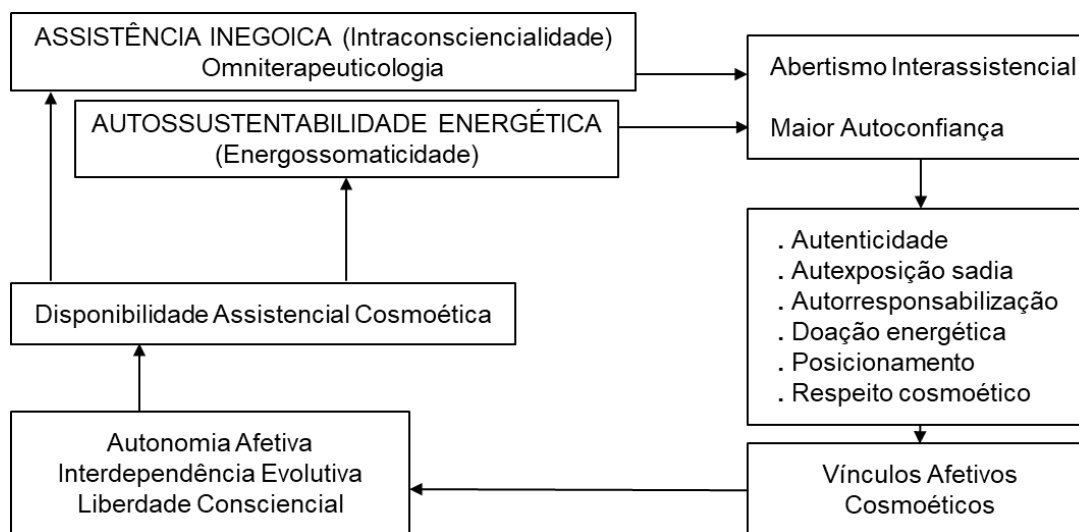 ASSISTÊNCIA INEGOICA (Intraconsciencialidade)
Omniterapeuticologia
AUTOSSUSTENTABILIDADE ENERGÉTICA
(Energossomaticidade)
Abertismo Interassistencial
Maior Autoconfiança
. Autenticidade
. Autexposição sadia
. Autorresponsabilização
. Doação energética
. Posicionamento
. Respeito cosmoético
Disponibilidade Assistencial Cosmoética
Autonomia Afetiva
Interdependência Evolutiva
Liberdade Consciencial
Vínculos Afetivos
Cosmoéticos